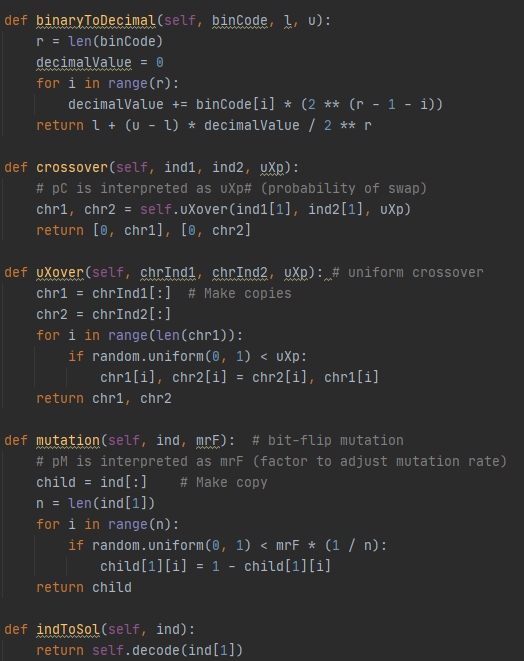 def binaryToDecimal(self, binCode, l, u):
    r = len(binCode)
    decimalValue = 0
    for i in range(r):
        decimalValue += binCode[i] * (2 ** (r - 1 - i))
    return l + (u - l) * decimalValue / 2 ** r

def crossover(self, ind1, ind2, uXp):
    # pC is interpreted as uXp# (probability of swap)
    chr1, chr2 = self.uXover(ind1[1], ind2[1], uXp)
    return [0, chr1], [0, chr2]

def uXover(self, chrInd1, chrInd2, uXp): # uniform crossover
    chr1 = chrInd1[:]  # Make copies
    chr2 = chrInd2[:]
    for i in range(len(chr1)):
        if random.uniform(0, 1) < uXp:
            chr1[i], chr2[i] = chr2[i], chr1[i]
    return chr1, chr2

def mutation(self, ind, mrF):  # bit-flip mutation
    # pM is interpreted as mrF (factor to adjust mutation rate)
    child = ind[:]    # Make copy
    n = len(ind[1])
    for i in range(n):
        if random.uniform(0, 1) < mrF * (1 / n):
            child[1][i] = 1 - child[1][i]
    return child

def indToSol(self, ind):
    return self.decode(ind[1])